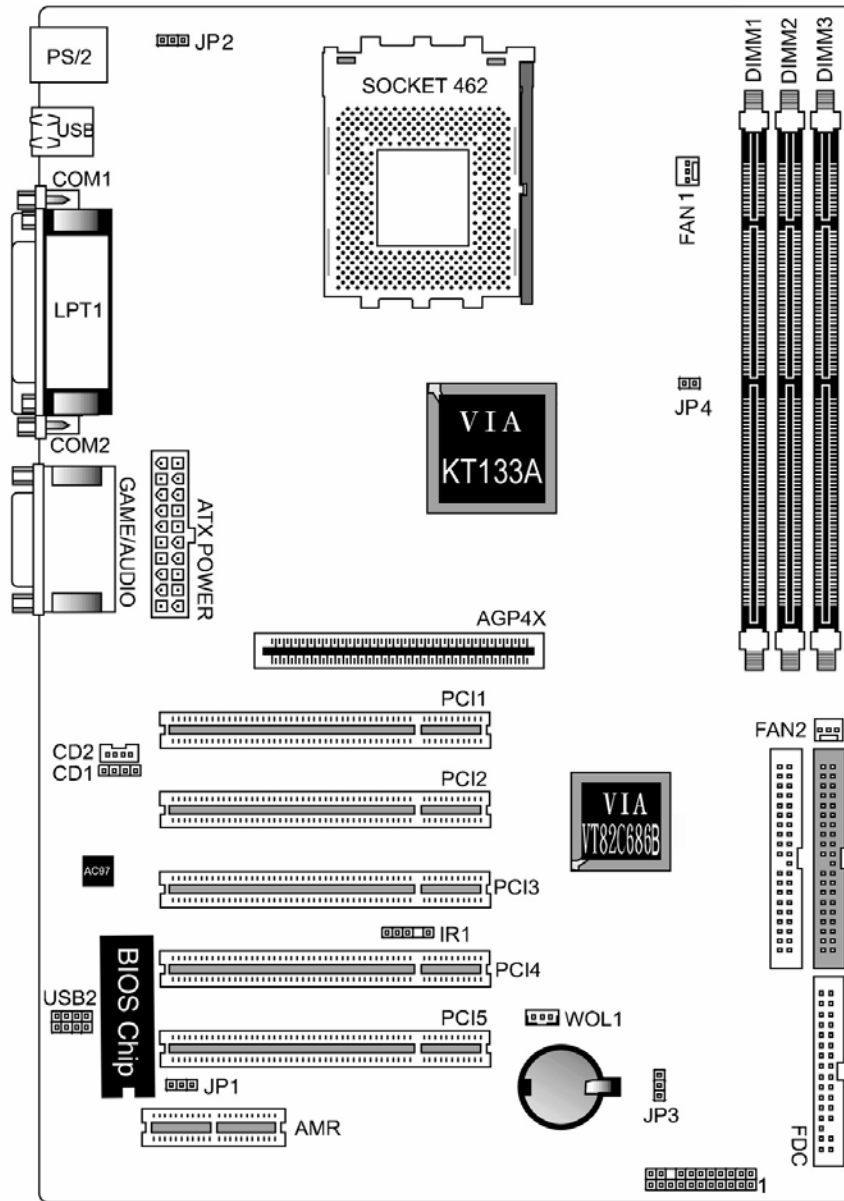 PS/2
JP2
SOCKET 462
DIMM1
DIMM2
DIMM3
USB
COM1
FAN1
LPT1
JP4
VIA
KT133A
COM2
GAME/AUDIO
ATX POWER
AGP4X
PCI1
FAN2
CD2
CD1
PCI2
VIA
VT82C686B
AC97
PCI3
IR1
BIOS Chip
PCI4
USB2
PCI5
WOL1
JP1
JP3
AMR
FDC
1